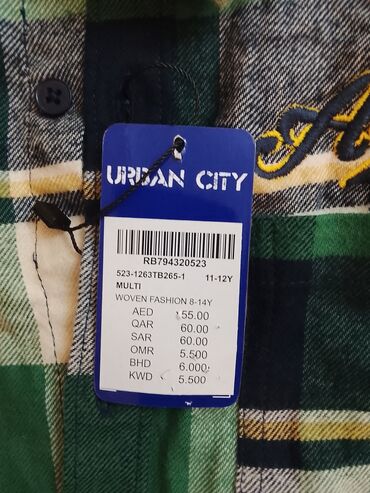 URBAN CITY
RB794320523
523-1263TB265-1 11-12Y
MULTI
WOVEN FASHION 8-14Y
AED 55.00
QAR 60.00
SAR 60.00
OMR 5.500
BHD 6.000
KWD 5.500